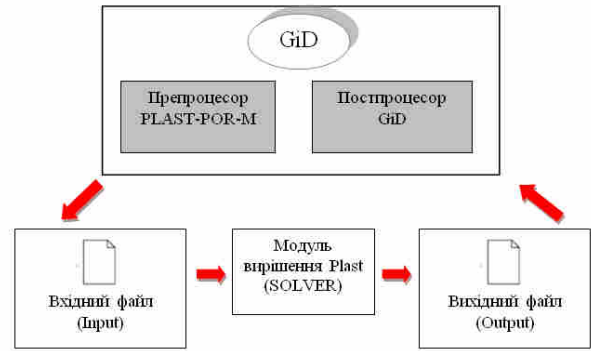 GiD
Препроцесор
PLAST-POR-M
Постпроцесор
GiD
Вхідний файл
(Input)
Модуль
вирішення Plast
(SOLVER)
Вихідний файл
(Output)